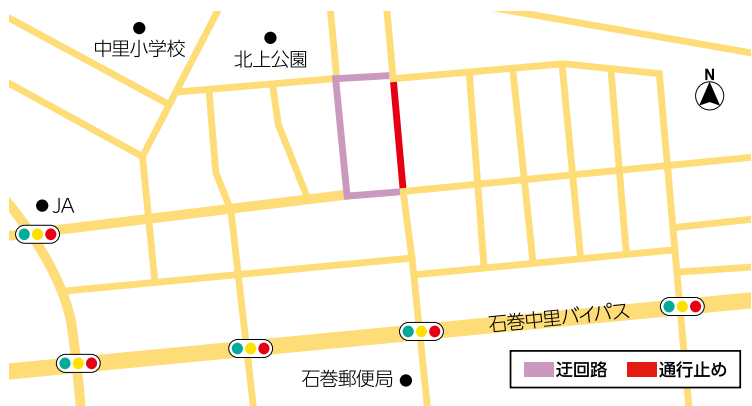 中里小学校
北上公園
N
JA
石巻中里バイパス
石巻郵便局
迂回路
通行止め